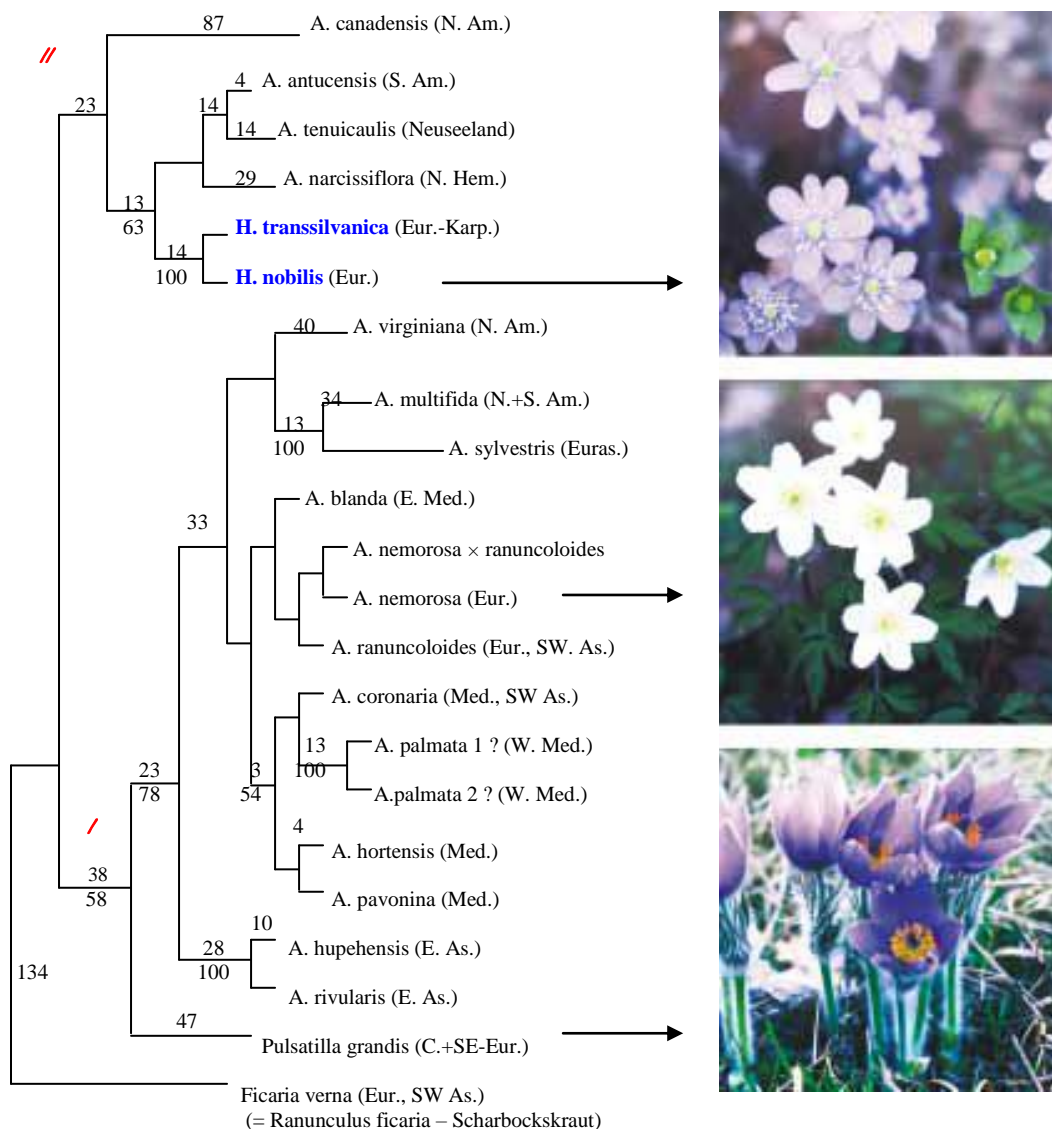 87
A. canadensis (N. Am.)
//
4
A. antucensis (S. Am.)
23
14
14
A. tenuicaulis (Neuseeland)
29
A. narcissiflora (N. Hem.)
13
63
H. transsilvanica (Eur.-Karp.)
14
100
H. nobilis (Eur.)
40
A. virginiana (N. Am.)
34
A. multifida (N.+S. Am.)
13
100
A. sylvestris (Euras.)
A. blanda (E. Med.)
33
A. nemorosa × ranuncoloides
A. nemorosa (Eur.)
A. ranuncoloides (Eur., SW. As.)
A. coronaria (Med., SW As.)
13
100
A. palmata 1 ? (W. Med.)
23
78
3
54
A.palmata 2 ? (W. Med.)
/
4
A. hortensis (Med.)
38
58
A. pavonina (Med.)
10
28
100
A. hupehensis (E. As.)
134
A. rivularis (E. As.)
47
Pulsatilla grandis (C.+SE-Eur.)
Ficaria verna (Eur., SW As.)
(= Ranunculus ficaria – Scharbockskraut)